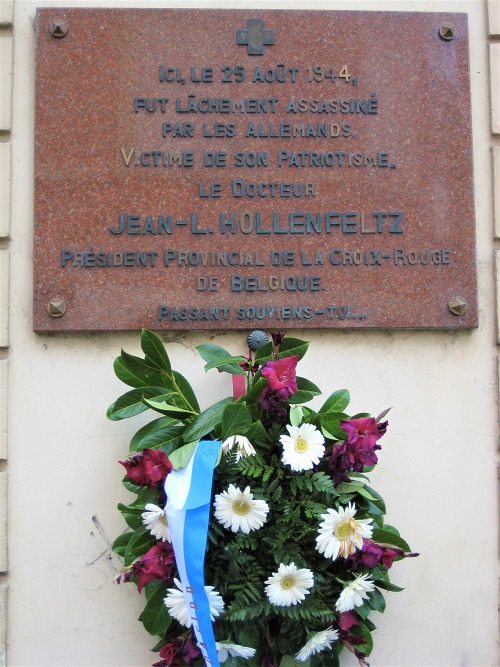 ICI, LE 25 AOÛT 1944,
FUT LÂCHEMENT ASSASSINÉ
PAR LES ALLEMANDS,
VICTIME DE SON PATRIOTISME,
LE DOCTEUR
JEAN-L. HOLLENFELTZ
PRÉSIDENT PROVINCIAL DE LA CROIX-ROUGE
DE BELGIQUE.
PASSANT SOUVIENS-TOI...